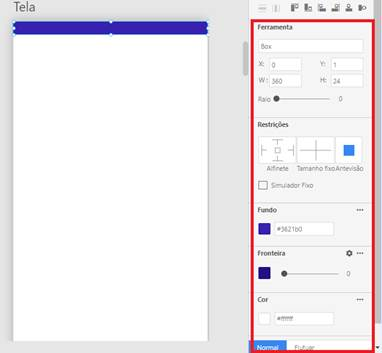 Tela
Ferramenta
Box
X: 0 Y: 1
W: 360 H: 24
Raio 0
Restrições
Alfinete Tamanho fixo Antevisão
Simulador Fixo
Fundo
#3621b0
Fronteira
0
Cor
#ffffff
Normal Flutuar